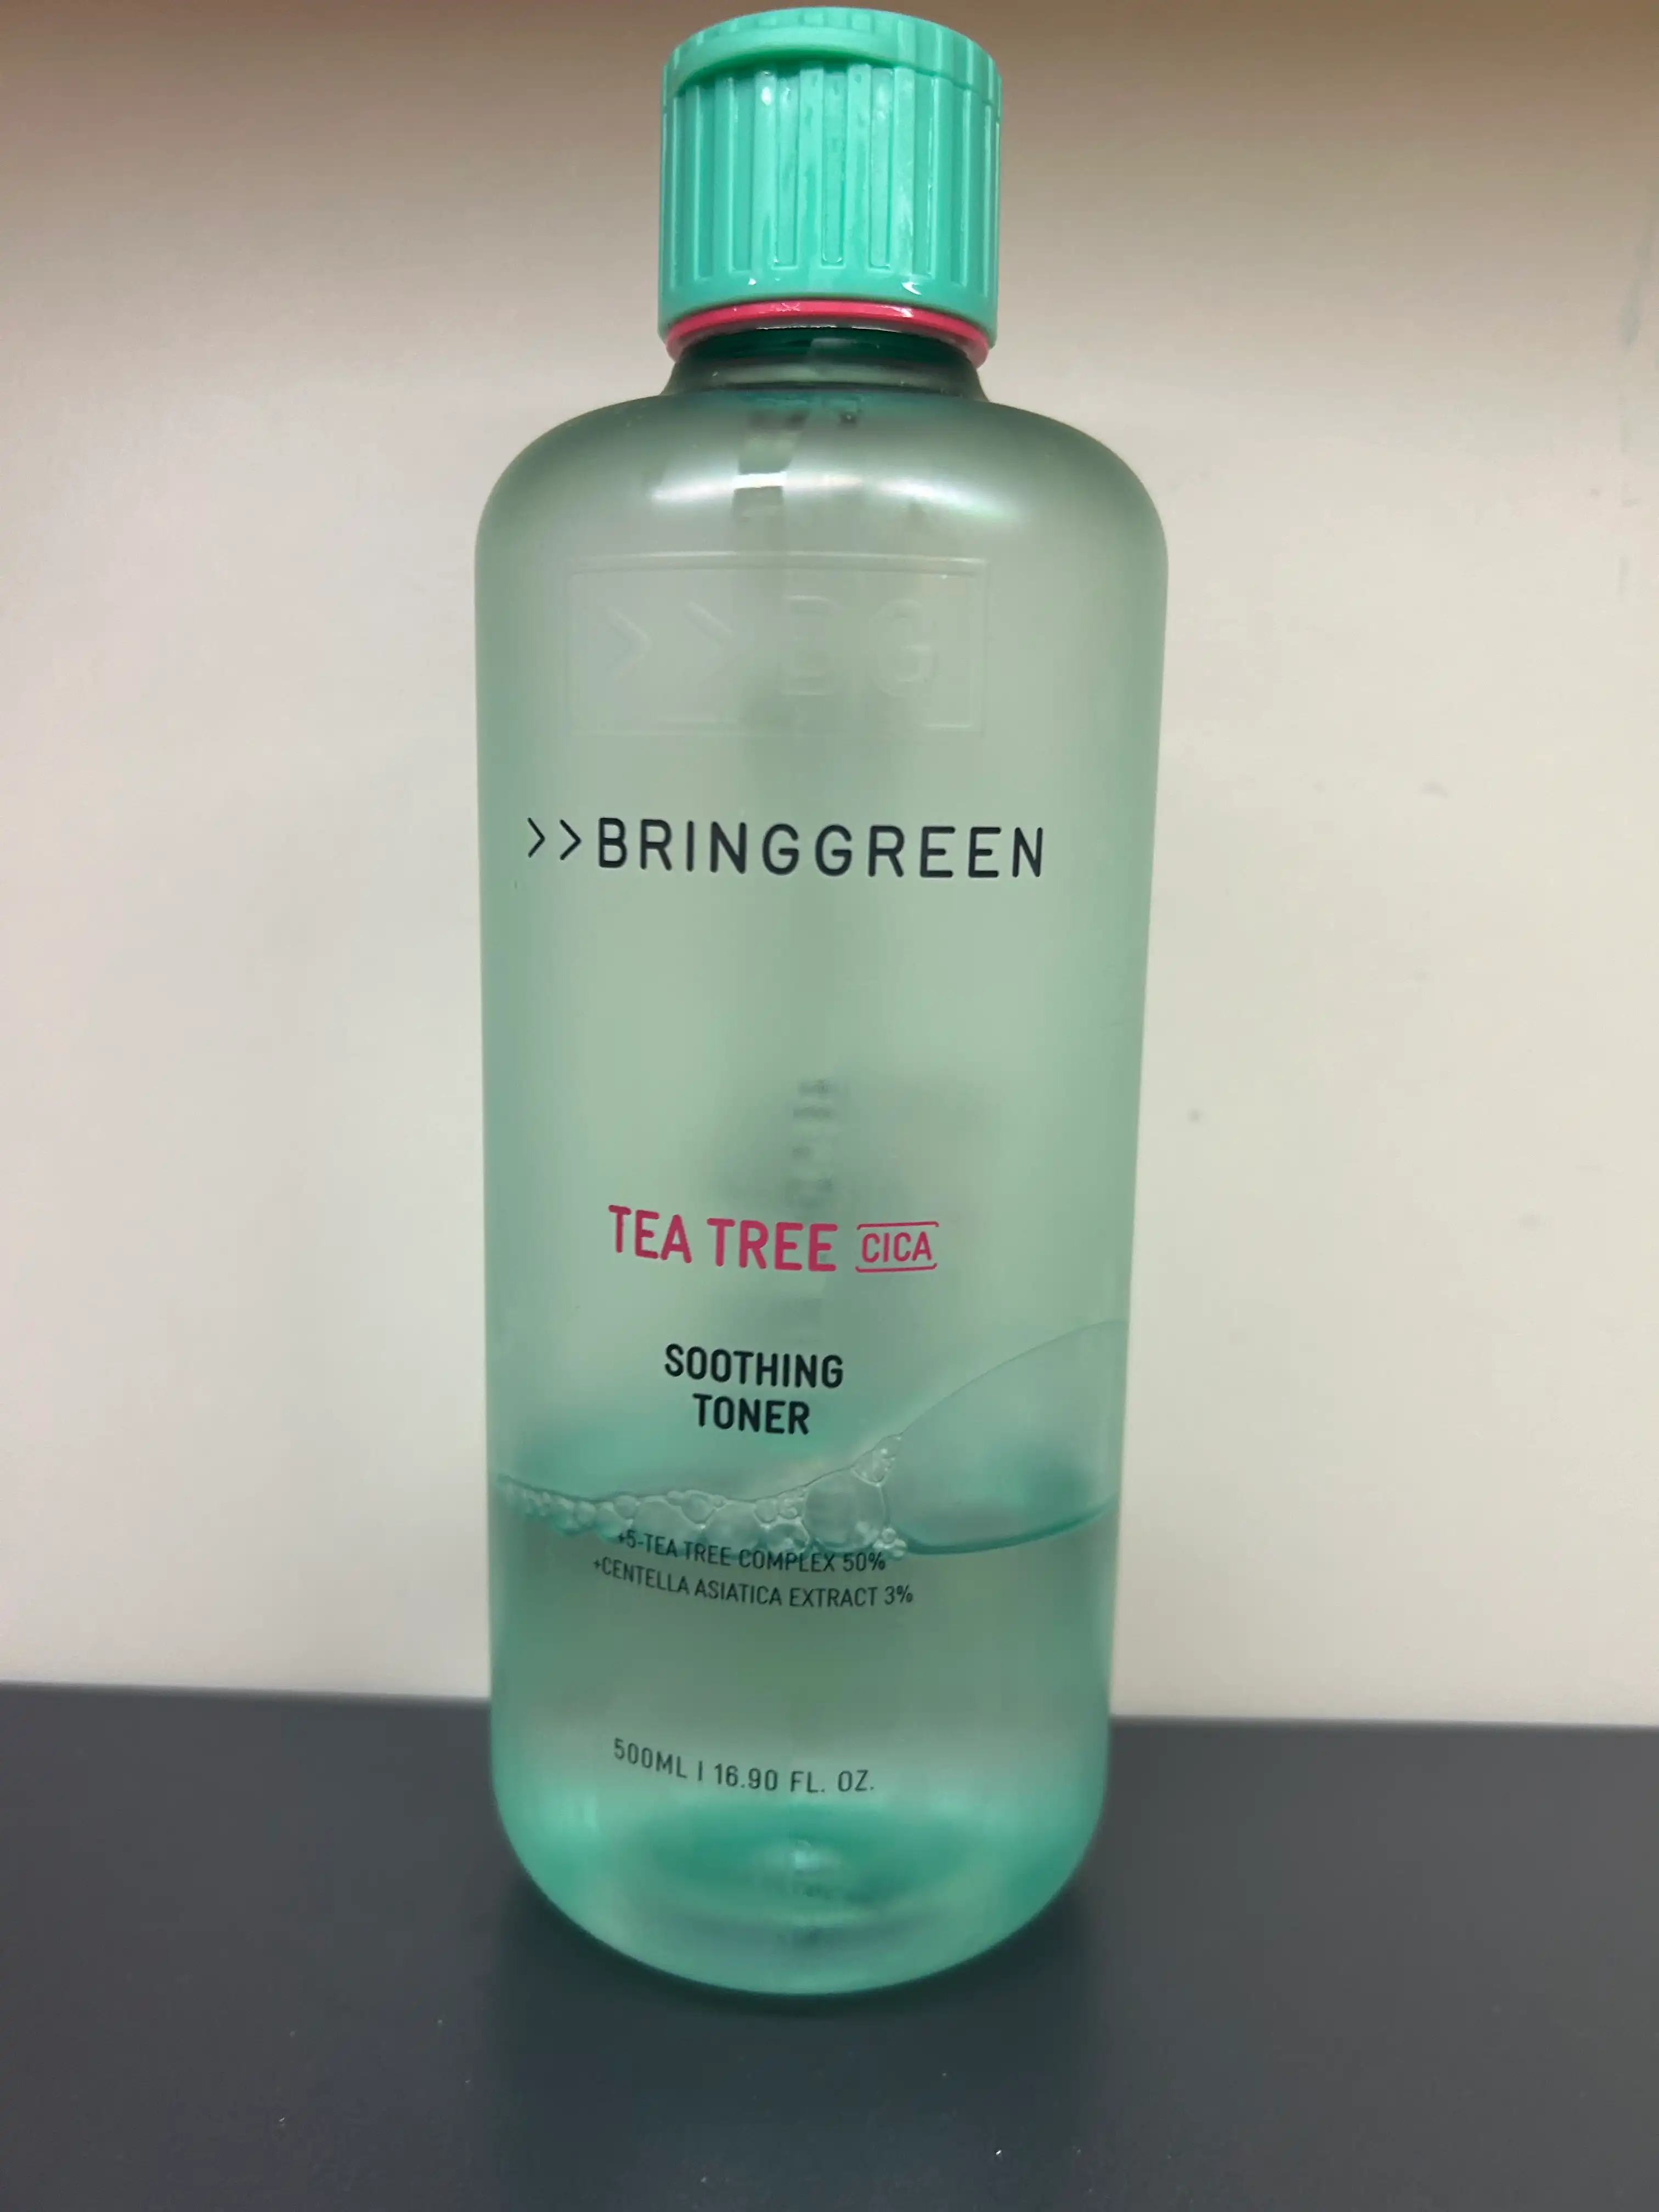 >>BG
>>BRINGGREEN
TEA TREE CICA
SOOTHING
TONER
+5-TEA TREE COMPLEX 50%
+CENTELLA ASIATICA EXTRACT 3%
500ML | 16.90 FL. OZ.